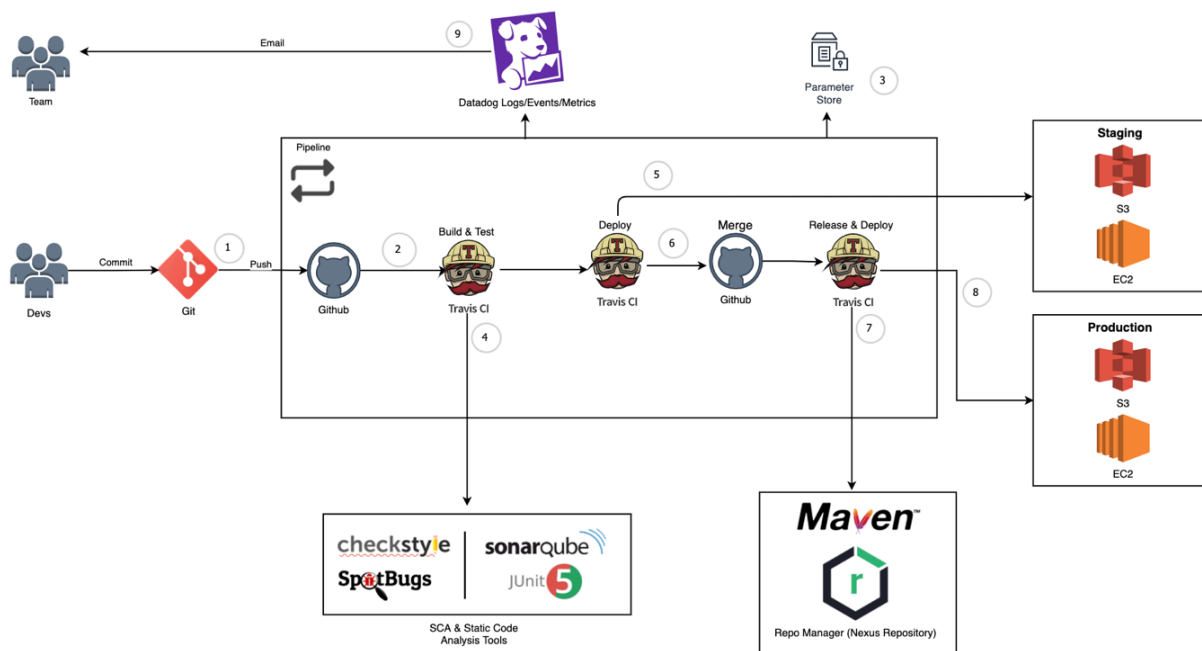 9
Email
Team
Datadog Logs/Events/Metrics
3
Parameter
Store
Pipeline
Staging
S3
EC2
5
1
2
Build & Test
Deploy
6
Merge
Release & Deploy
Commit
Push
Devs
Git
Github
Travis CI
Travis CI
Github
Travis CI
8
4
7
Production
S3
EC2
checkstyle
sonarqube
SpotBugs
JUnit 5
SCA & Static Code
Analysis Tools
Maven™
r
Repo Manager (Nexus Repository)
T
T
T